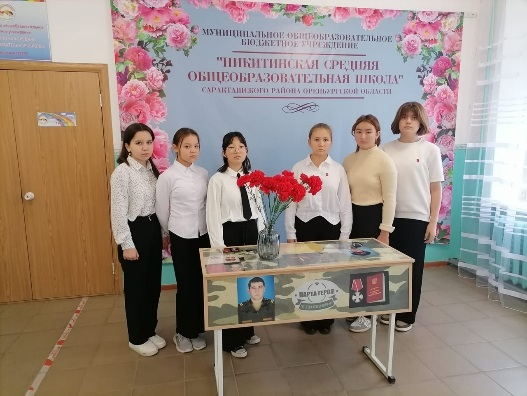 МУНИЦИПАЛЬНОЕ ОБЩЕОБРАЗОВАТЕЛЬНОЕ
БЮДЖЕТНОЕ УЧРЕЖДЕНИЕ
"НИКИТИНСКАЯ СРЕДНЯЯ
ОБЩЕОБРАЗОВАТЕЛЬНАЯ ШКОЛА"
САРАКТАШСКОГО РАЙОНА ОРЕНБУРГСКОЙ ОБЛАСТИ
ПАРТА ГЕРОЯ